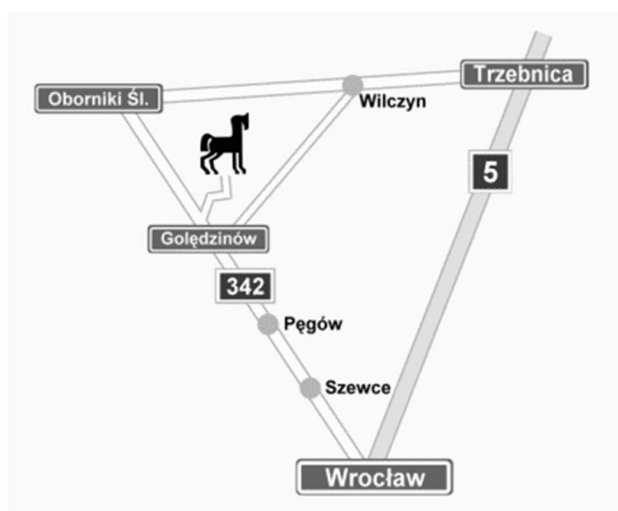 Trzebnica
Oborniki Śl.
Wilczyn
5
Golędzinów
342
Pęgów
Szewce
Wrocław